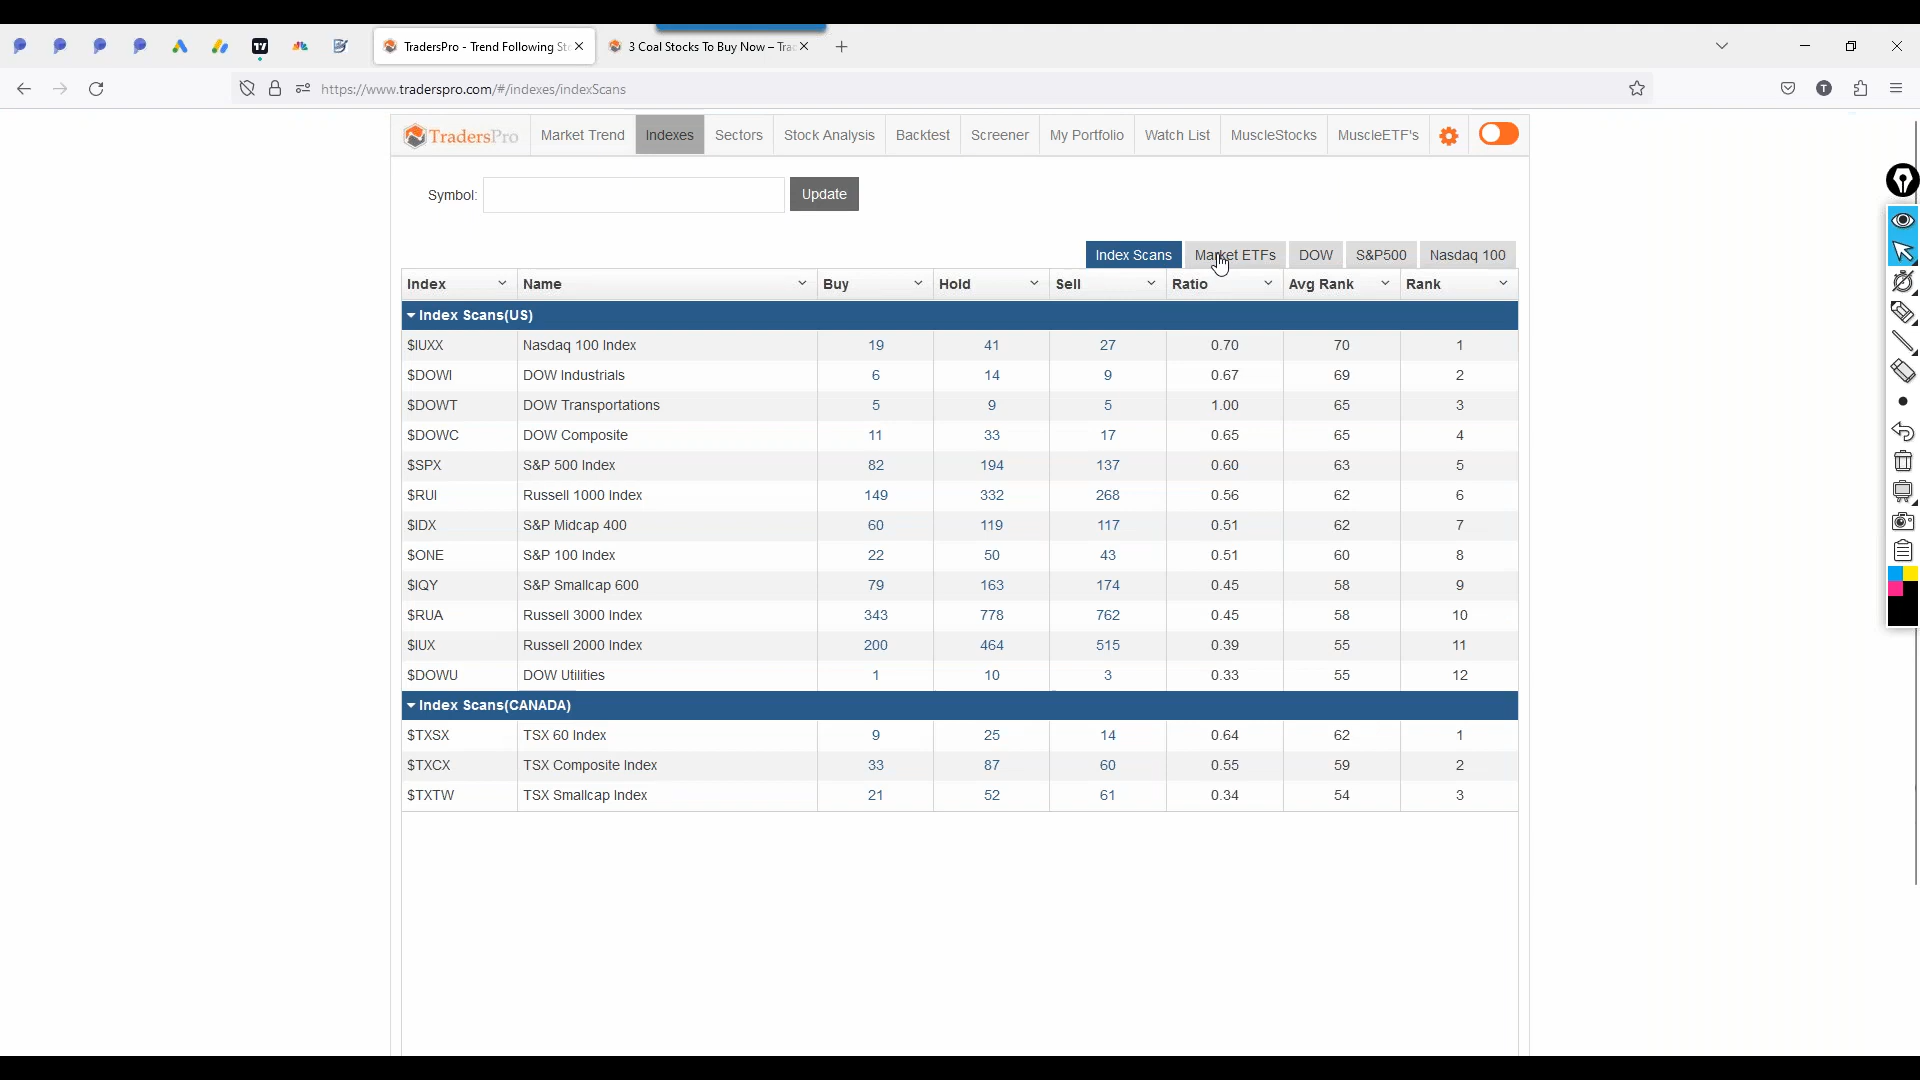 TradersPro - Trend Following St
3 Coal Stocks To Buy Now – Trad
https://www.traderspro.com/#/indexes/indexScans
T
TradersPro Market Trend Indexes Sectors Stock Analysis Backtest Screener My Portfolio Watch List MuscleStocks MuscleETF's
Symbol: Update
Index Scans Market ETFs DOW S&P500 Nasdaq 100
Index Name Buy Hold Sell Ratio Avg Rank Rank
Index Scans(US)
$IUXX Nasdaq 100 Index 19 41 27 0.70 70 1
$DOWI DOW Industrials 6 14 9 0.67 69 2
$DOWT DOW Transportations 5 9 5 1.00 65 3
$DOWC DOW Composite 11 33 17 0.65 65 4
$SPX S&P 500 Index 82 194 137 0.60 63 5
$RUI Russell 1000 Index 149 332 268 0.56 62 6
$IDX S&P Midcap 400 60 119 117 0.51 62 7
$ONE S&P 100 Index 22 50 43 0.51 60 8
$IQY S&P Smallcap 600 79 163 174 0.45 58 9
$RUA Russell 3000 Index 343 778 762 0.45 58 10
$IUX Russell 2000 Index 200 464 515 0.39 55 11
$DOWU DOW Utilities 1 10 3 0.33 55 12
Index Scans(CANADA)
$TXSX TSX 60 Index 9 25 14 0.64 62 1
$TXCX TSX Composite Index 33 87 60 0.55 59 2
$TXTW TSX Smallcap Index 21 52 61 0.34 54 3